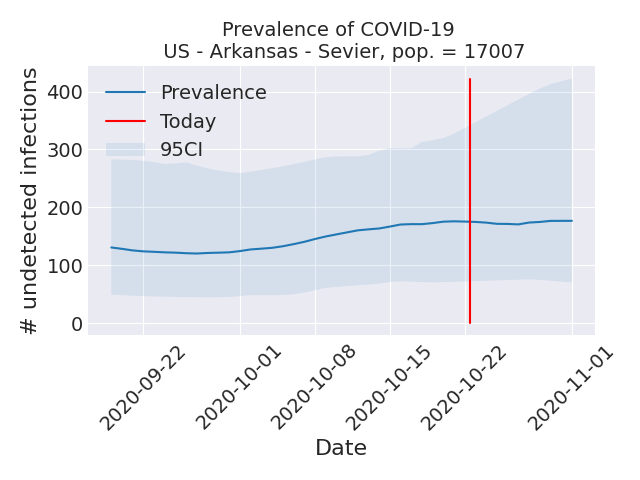 Prevalence of COVID-19
US - Arkansas - Sevier, pop. = 17007
# undetected infections
400
300
200
100
0
Prevalence
Today
95CI
2020-09-22
2020-10-01
2020-10-08
2020-10-15
2020-10-22
2020-11-01
Date